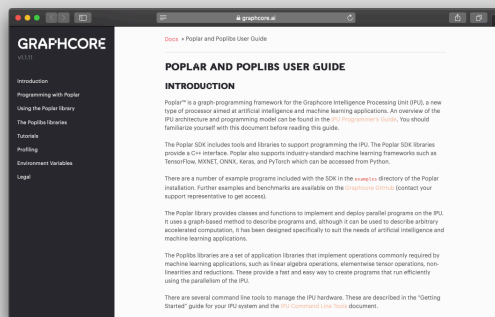 graphcore.ai
GRAPHCORE
v1.1.11
Introduction
Programming with Poplar
Using the Poplar library
The Poplibs libraries
Tutorials
Profiling
Environment Variables
Legal
Docs » Poplar and Poplibs User Guide
POPLAR AND POPLIBS USER GUIDE
INTRODUCTION
Poplar™ is a graph-programming framework for the Graphcore Intelligence Processing Unit (IPU), a new
type of processor aimed at artificial intelligence and machine learning applications. An overview of the
IPU architecture and programming model can be found in the IPU Programmer's Guide. You should
familiarize yourself with this document before reading this guide.
The Poplar SDK includes tools and libraries to support programming the IPU. The Poplar SDK libraries
provide a C++ interface. Poplar also supports industry-standard machine learning frameworks such as
TensorFlow, MXNET, ONNX, Keras, and PyTorch which can be accessed from Python.
There are a number of example programs included with the SDK in the examples directory of the Poplar
installation. Further examples and benchmarks are available on the Graphcore GitHub (contact your
support representative to get access).
The Poplar library provides classes and functions to implement and deploy parallel programs on the IPU.
It uses a graph-based method to describe programs and, although it can be used to describe arbitrary
accelerated computation, it has been designed specifically to suit the needs of artificial intelligence and
machine learning applications.
The Poplibs libraries are a set of application libraries that implement operations commonly required by
machine learning applications, such as linear algebra operations, elementwise tensor operations, non-
linearities and reductions. These provide a fast and easy way to create programs that run efficiently
using the parallelism of the IPU.
There are several command line tools to manage the IPU hardware. These are described in the "Getting
Started" guide for your IPU system and the IPU Command Line Tools document.